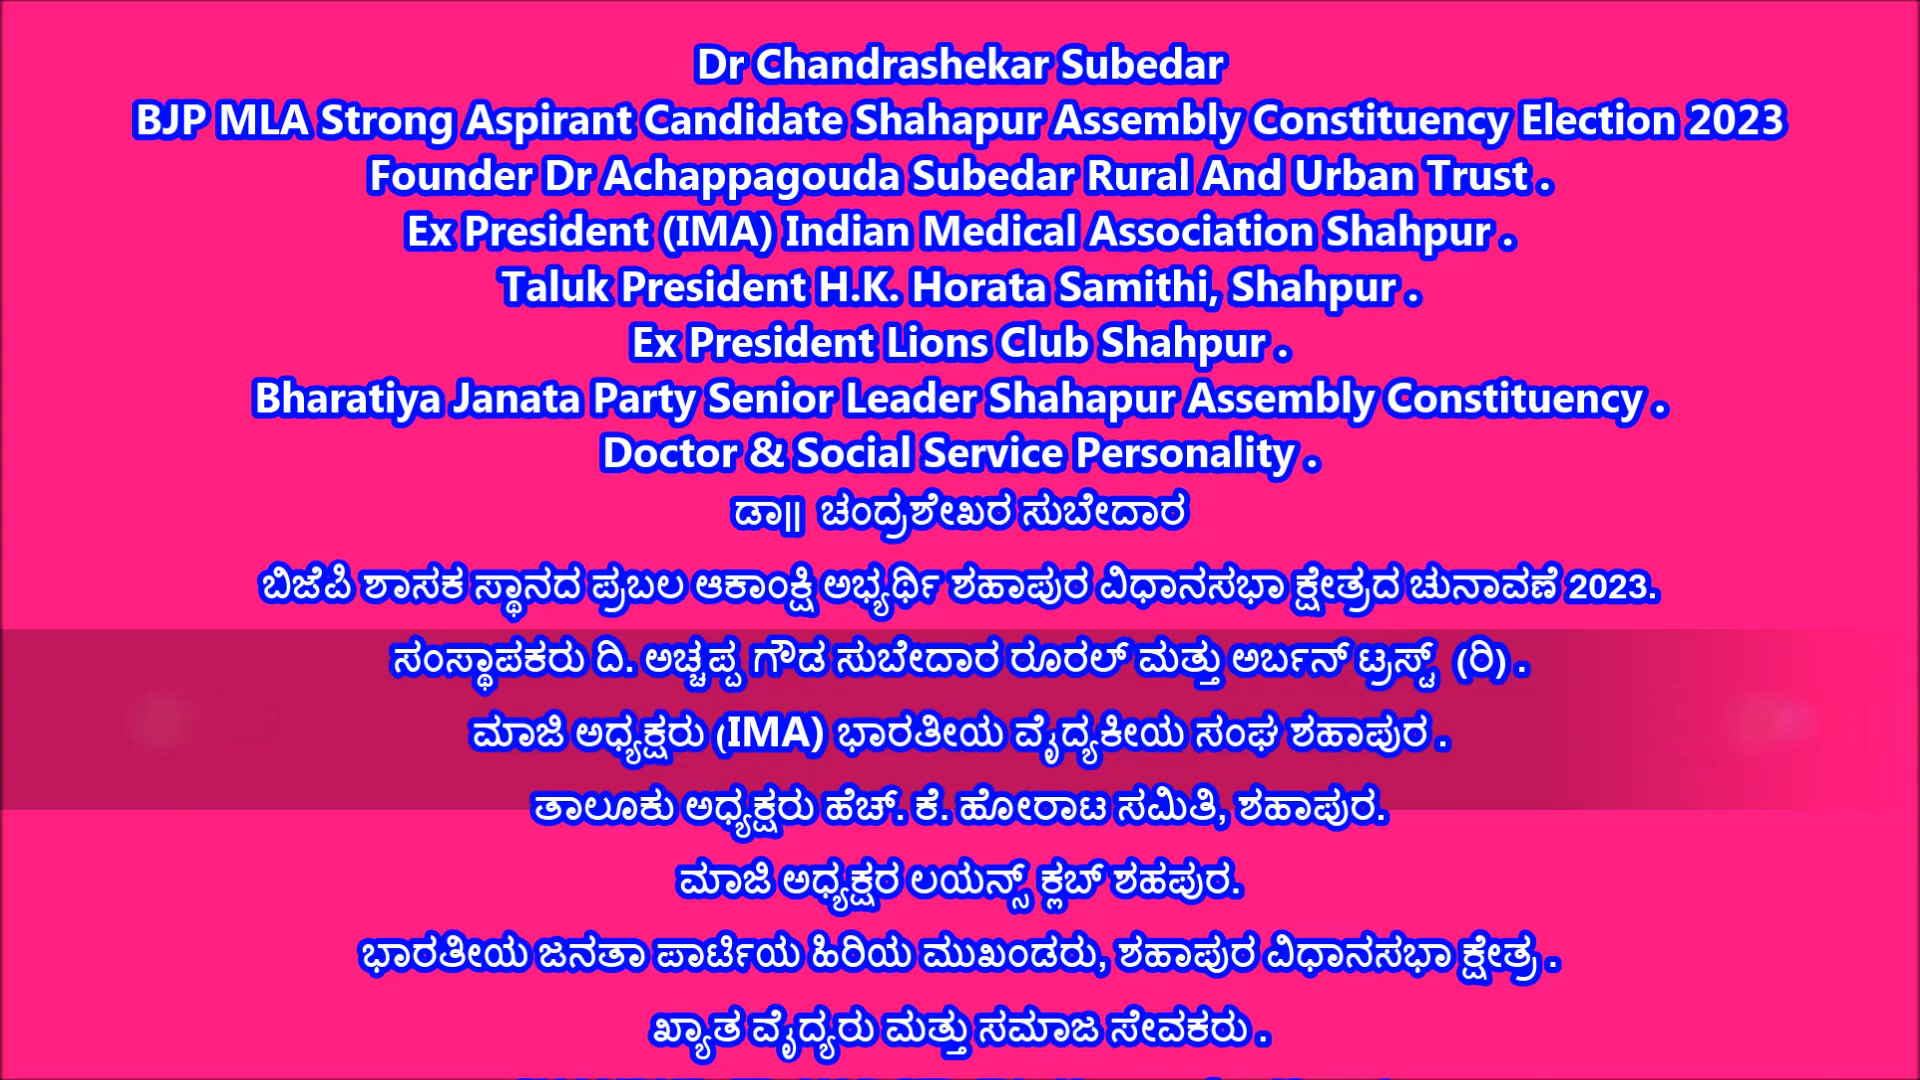 Dr Chandrashekar Subedar
BJP MLA Strong Aspirant Candidate Shahapur Assembly Constituency Election 2023
Founder Dr Achappagouda Subedar Rural And Urban Trust .
Ex President (IMA) Indian Medical Association Shahpur .
Taluk President H.K. Horata Samithi, Shahpur .
Ex President Lions Club Shahpur .
Bharatiya Janata Party Senior Leader Shahapur Assembly Constituency .
Doctor & Social Service Personality .
ಡಾ|| ಚಂದ್ರಶೇಖರ ಸುಬೇದಾರ
ಬಿಜೆಪಿ ಶಾಸಕ ಸ್ಥಾನದ ಪ್ರಬಲ ಆಕಾಂಕ್ಷಿ ಅಭ್ಯರ್ಥಿ ಶಹಾಪುರ ವಿಧಾನಸಭಾ ಕ್ಷೇತ್ರದ ಚುನಾವಣೆ 2023.
ಸಂಸ್ಥಾಪಕರು ದಿ. ಅಚ್ಚಪ್ಪ ಗೌಡ ಸುಬೇದಾರ ರೂರಲ್ ಮತ್ತು ಅರ್ಬನ್ ಟ್ರಸ್ಟ್ (ರಿ) .
ಮಾಜಿ ಅಧ್ಯಕ್ಷರು (IMA) ಭಾರತೀಯ ವೈದ್ಯಕೀಯ ಸಂಘ ಶಹಾಪುರ .
ತಾಲೂಕು ಅಧ್ಯಕ್ಷರು ಹೆಚ್. ಕೆ. ಹೋರಾಟ ಸಮಿತಿ, ಶಹಾಪುರ.
ಮಾಜಿ ಅಧ್ಯಕ್ಷರ ಲಯನ್ಸ್ ಕ್ಲಬ್ ಶಹಪುರ.
ಭಾರತೀಯ ಜನತಾ ಪಾರ್ಟಿಯ ಹಿರಿಯ ಮುಖಂಡರು, ಶಹಾಪುರ ವಿಧಾನಸಭಾ ಕ್ಷೇತ್ರ .
ಖ್ಯಾತ ವೈದ್ಯರು ಮತ್ತು ಸಮಾಜ ಸೇವಕರು .